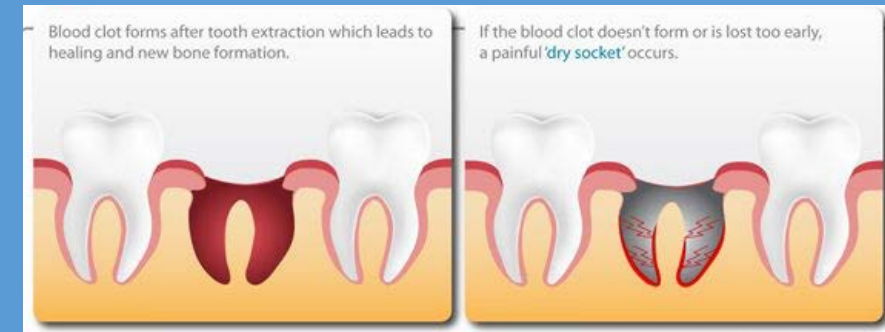 Blood clot forms after tooth extraction which leads to
healing and new bone formation.
If the blood clot doesn't form or is lost too early,
a painful 'dry socket' occurs.